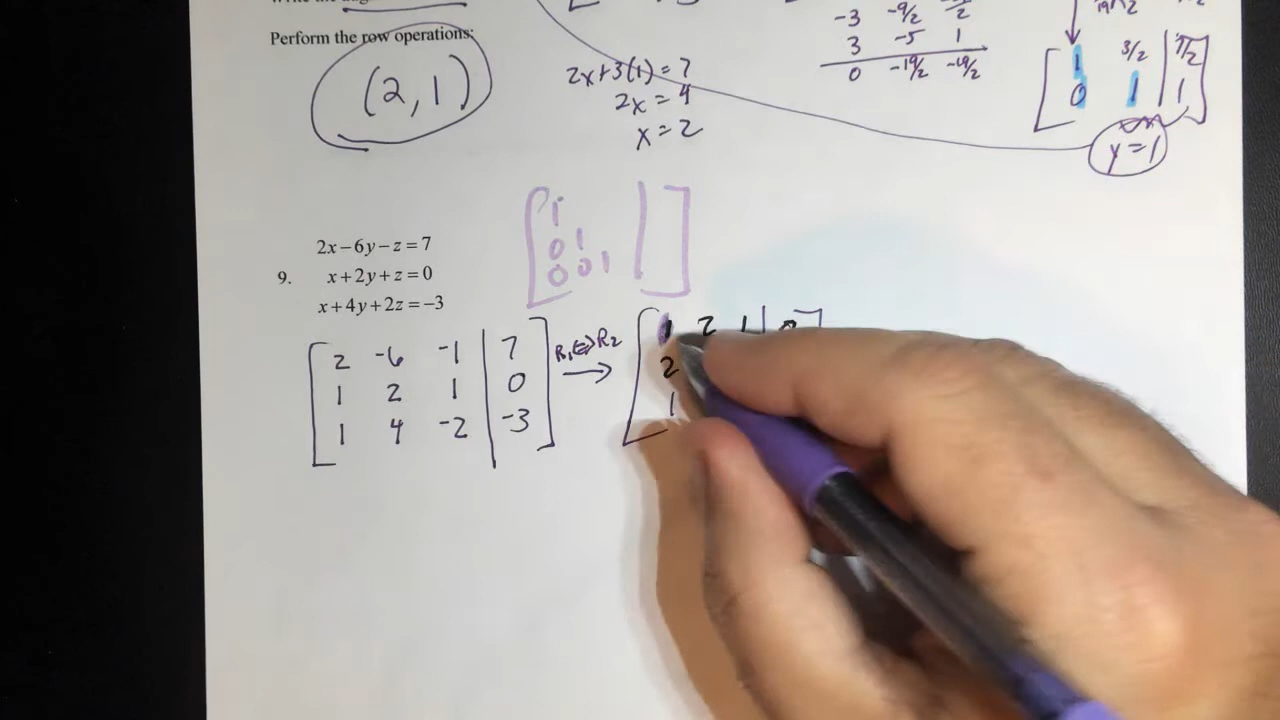 Perform the row operations:
(2, 1)
2x+3(1)=7
2x = 4
x = 2
-3 -9/2 2
3 -5 1
0 -19/2 -19/2
1 3/2 | 7/2
0 1 | 1
y = 1
1
0 1
0 0 1
9.
2x−6y−z=7
x+2y+z=0
x+4y+2z=−3
2 -6 -1 | 7
1 2 1 | 0
1 4 -2 | -3
R₁⇔R₂
1 2 1 | 0
2
1